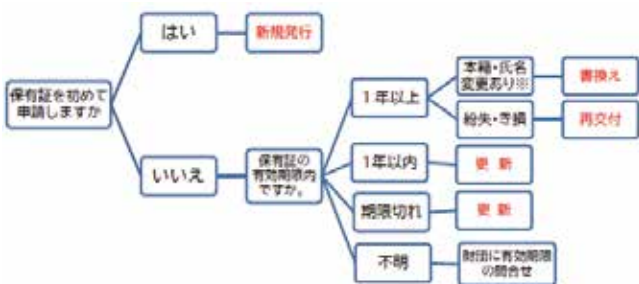 保有証を初めて
申請しますか
はい
新規発行
いいえ
保有証の
有効期限内
ですか。
1年以上
本籍・氏名
変更あり※
書換え
紛失・き損
再交付
1年以内
更 新
期限切れ
更 新
不明
財団に有効期限
の問合せ